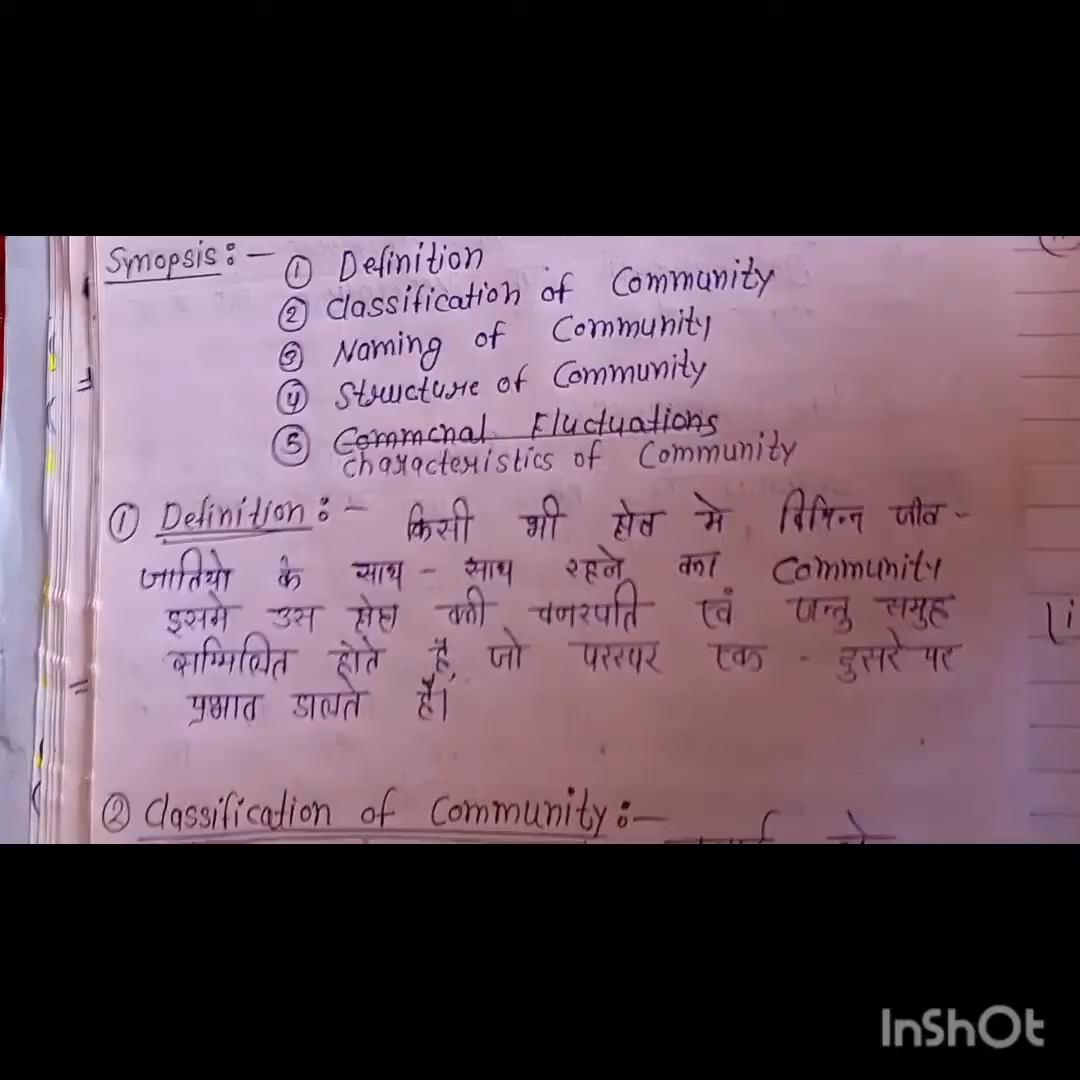 Synopsis:-
① Definition
② Classification of Community
③ Naming of Community
④ Structure of Community
⑤ Commcnal Fluctuations
Characteristics of Community
① Definition:- किसी भी क्षेत्र मे विभिन्न जीव-
जातियो के साथ-साथ रहने का Community
इसमे उस क्षेत्र की वनस्पति एवं जन्तु समुह
सम्मिलित होते है, जो परस्पर एक-दुसरे पर
प्रभाव डालते हैं।
② Classification of Community:-
InShOt